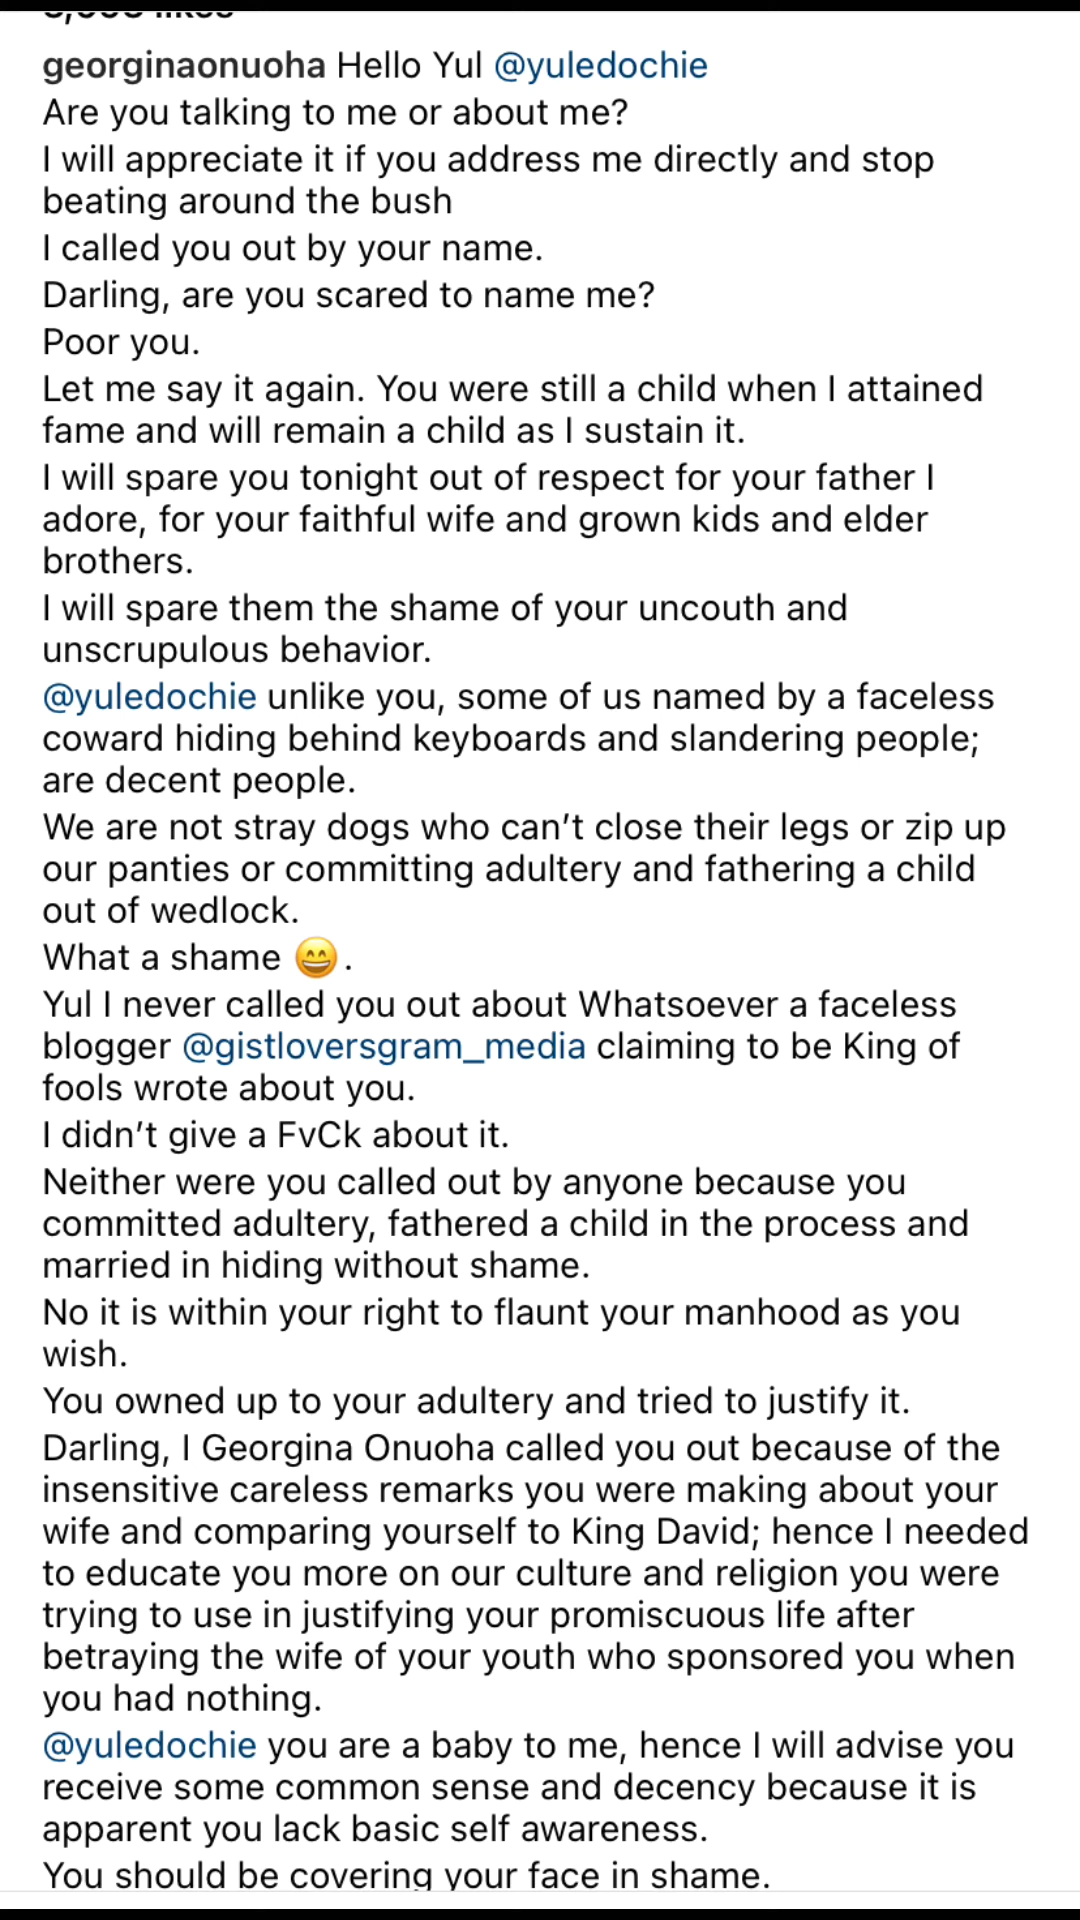 georginaonuoha Hello Yul @yuledochie
Are you talking to me or about me?
I will appreciate it if you address me directly and stop
beating around the bush
I called you out by your name.
Darling, are you scared to name me?
Poor you.
Let me say it again. You were still a child when I attained
fame and will remain a child as I sustain it.
I will spare you tonight out of respect for your father I
adore, for your faithful wife and grown kids and elder
brothers.
I will spare them the shame of your uncouth and
unscrupulous behavior.
@yuledochie unlike you, some of us named by a faceless
coward hiding behind keyboards and slandering people;
are decent people.
We are not stray dogs who can’t close their legs or zip up
our panties or committing adultery and fathering a child
out of wedlock.
What a shame 😄.
Yul I never called you out about Whatsoever a faceless
blogger @gistloversgram_media claiming to be King of
fools wrote about you.
I didn’t give a FvCk about it.
Neither were you called out by anyone because you
committed adultery, fathered a child in the process and
married in hiding without shame.
No it is within your right to flaunt your manhood as you
wish.
You owned up to your adultery and tried to justify it.
Darling, I Georgina Onuoha called you out because of the
insensitive careless remarks you were making about your
wife and comparing yourself to King David; hence I needed
to educate you more on our culture and religion you were
trying to use in justifying your promiscuous life after
betraying the wife of your youth who sponsored you when
you had nothing.
@yuledochie you are a baby to me, hence I will advise you
receive some common sense and decency because it is
apparent you lack basic self awareness.
You should be covering your face in shame.